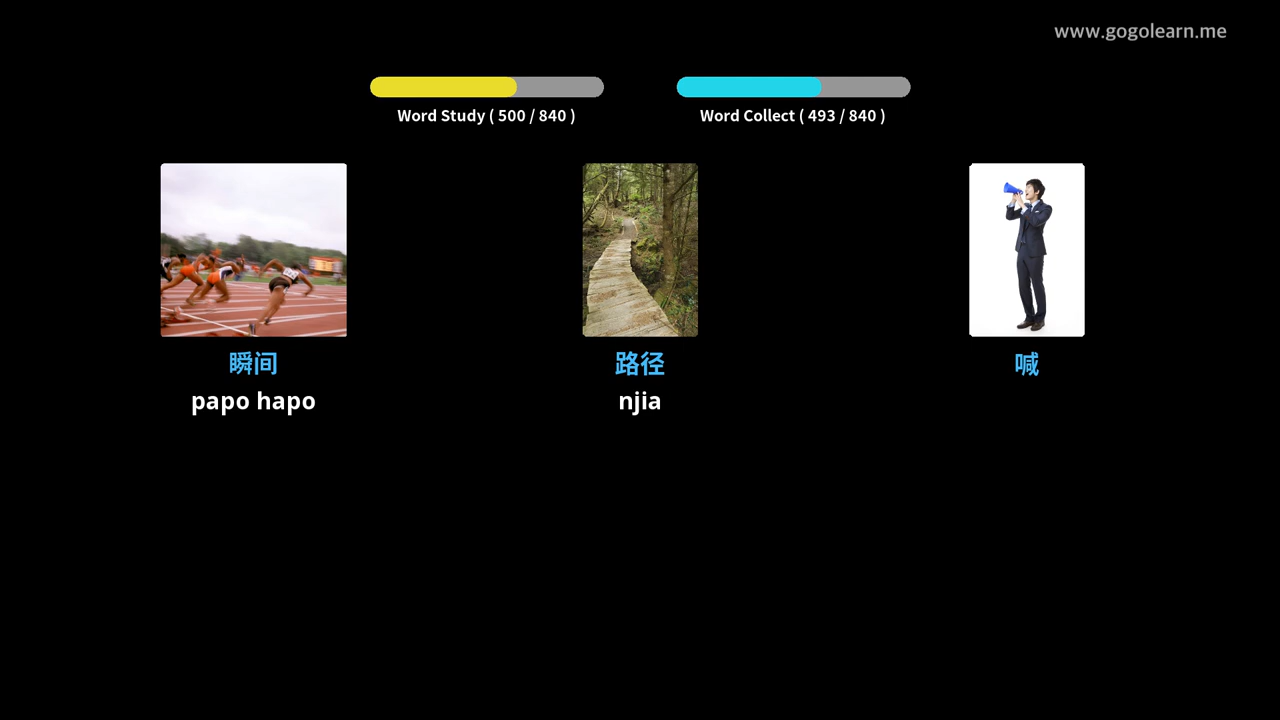 www.gogolearn.me
Word Study ( 500 / 840 )
Word Collect ( 493 / 840 )
瞬间
papo hapo
路径
njia
喊